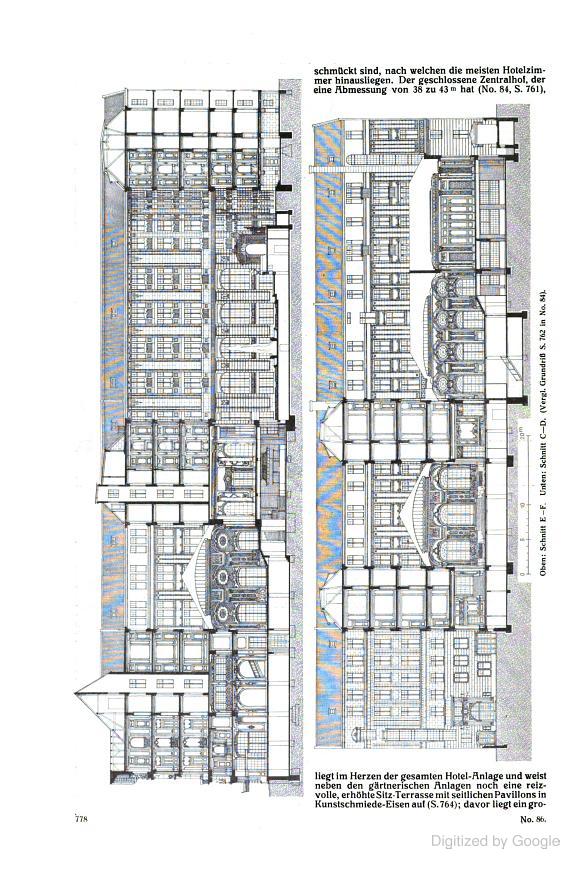 schmückt sind, nach welchen die meisten Hotelzim-
mer hinausliegen. Der geschlossene Zentralhof, der
eine Abmessung von 38 zu 43 m hat (No. 84, S. 761),
Oben: Schnitt E–F. Unten: Schnitt C–D. (Vergl. Grundriß S. 762 in No. 84).
0 5 10 20m
liegt im Herzen der gesamten Hotel-Anlage und weist
neben den gärtnerischen Anlagen noch eine reiz-
volle, erhöhte Sitz-Terrasse mit seitlichen Pavillons in
Kunstschmiede-Eisen auf (S. 764); davor liegt ein gro-
778
No. 86.
Digitized by Google